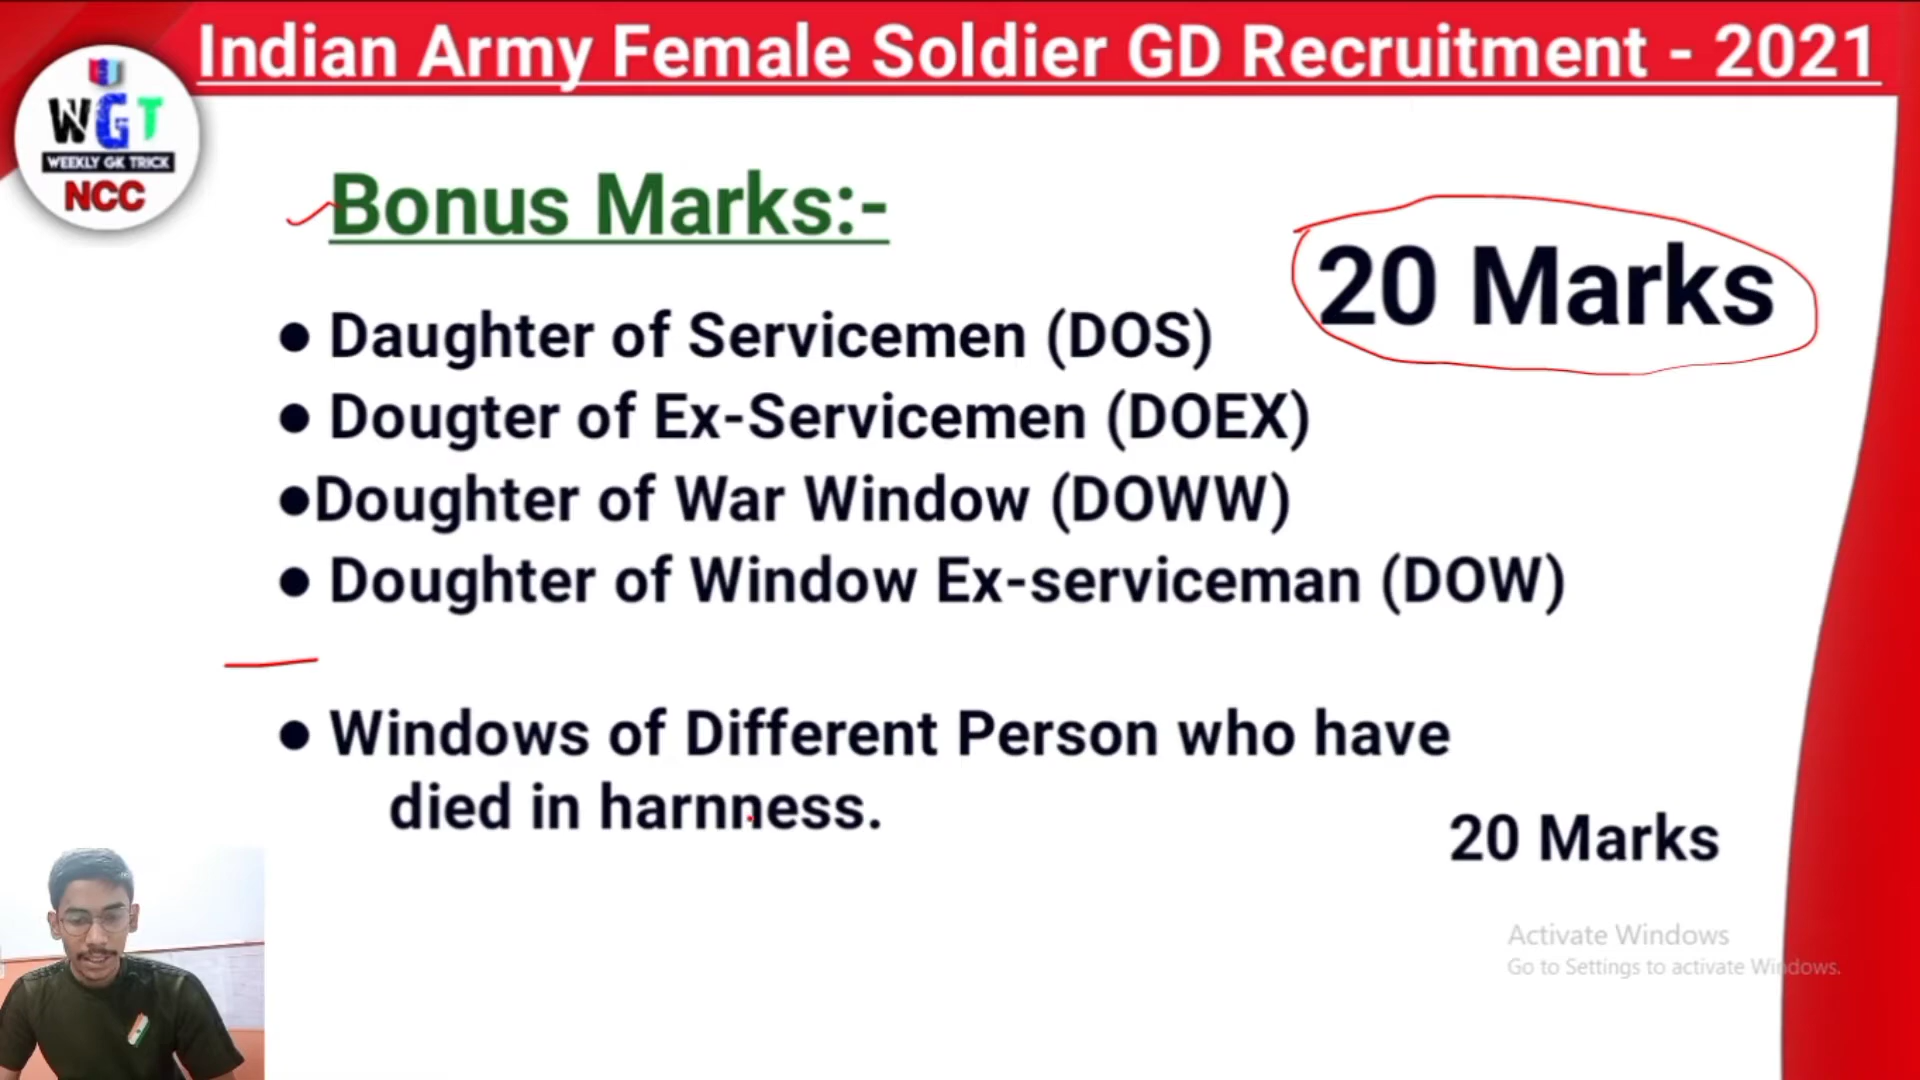 Indian Army Female Soldier GD Recruitment - 2021
WGT
WEEKLY GK TRICK
NCC
Bonus Marks:-
20 Marks
● Daughter of Servicemen (DOS)
● Dougter of Ex-Servicemen (DOEX)
●Doughter of War Window (DOWW)
● Doughter of Window Ex-serviceman (DOW)
● Windows of Different Person who have
died in harnness.
20 Marks
Activate Windows
Go to Settings to activate Windows.